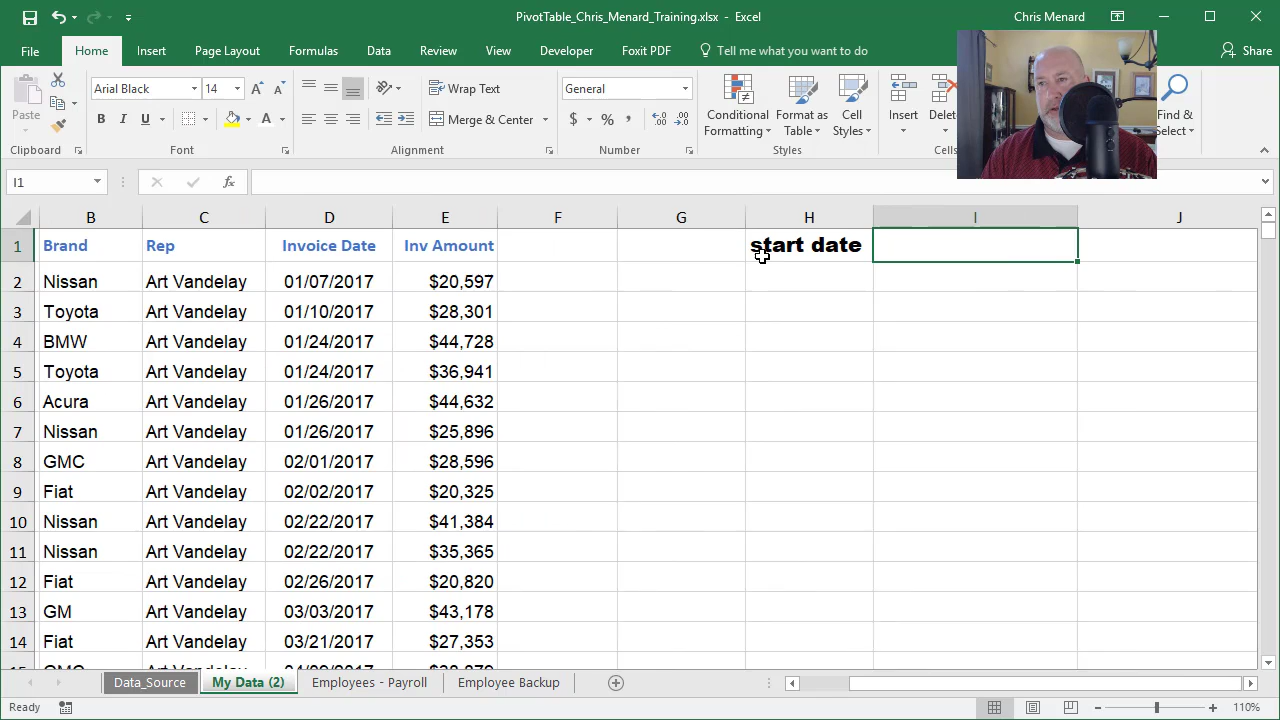 PivotTable_Chris_Menard_Training.xlsx - Excel
Chris Menard
File Home Insert Page Layout Formulas Data Review View Developer Foxit PDF Tell me what you want to do Share
Paste
Clipboard
Arial Black 14
B I U
Font
Wrap Text
Merge & Center
Alignment
General
$ % ,
Number
Conditional Formatting
Format as Table
Cell Styles
Styles
Insert
Cells
Find &
Select
I1
fx
B C D E F G H I J
1 Brand Rep Invoice Date Inv Amount start date
2 Nissan Art Vandelay 01/07/2017 $20,597
3 Toyota Art Vandelay 01/10/2017 $28,301
4 BMW Art Vandelay 01/24/2017 $44,728
5 Toyota Art Vandelay 01/24/2017 $36,941
6 Acura Art Vandelay 01/26/2017 $44,632
7 Nissan Art Vandelay 01/26/2017 $25,896
8 GMC Art Vandelay 02/01/2017 $28,596
9 Fiat Art Vandelay 02/02/2017 $20,325
10 Nissan Art Vandelay 02/22/2017 $41,384
11 Nissan Art Vandelay 02/22/2017 $35,365
12 Fiat Art Vandelay 02/26/2017 $20,820
13 GM Art Vandelay 03/03/2017 $43,178
14 Fiat Art Vandelay 03/21/2017 $27,353
Data_Source My Data (2) Employees - Payroll Employee Backup
Ready 110%